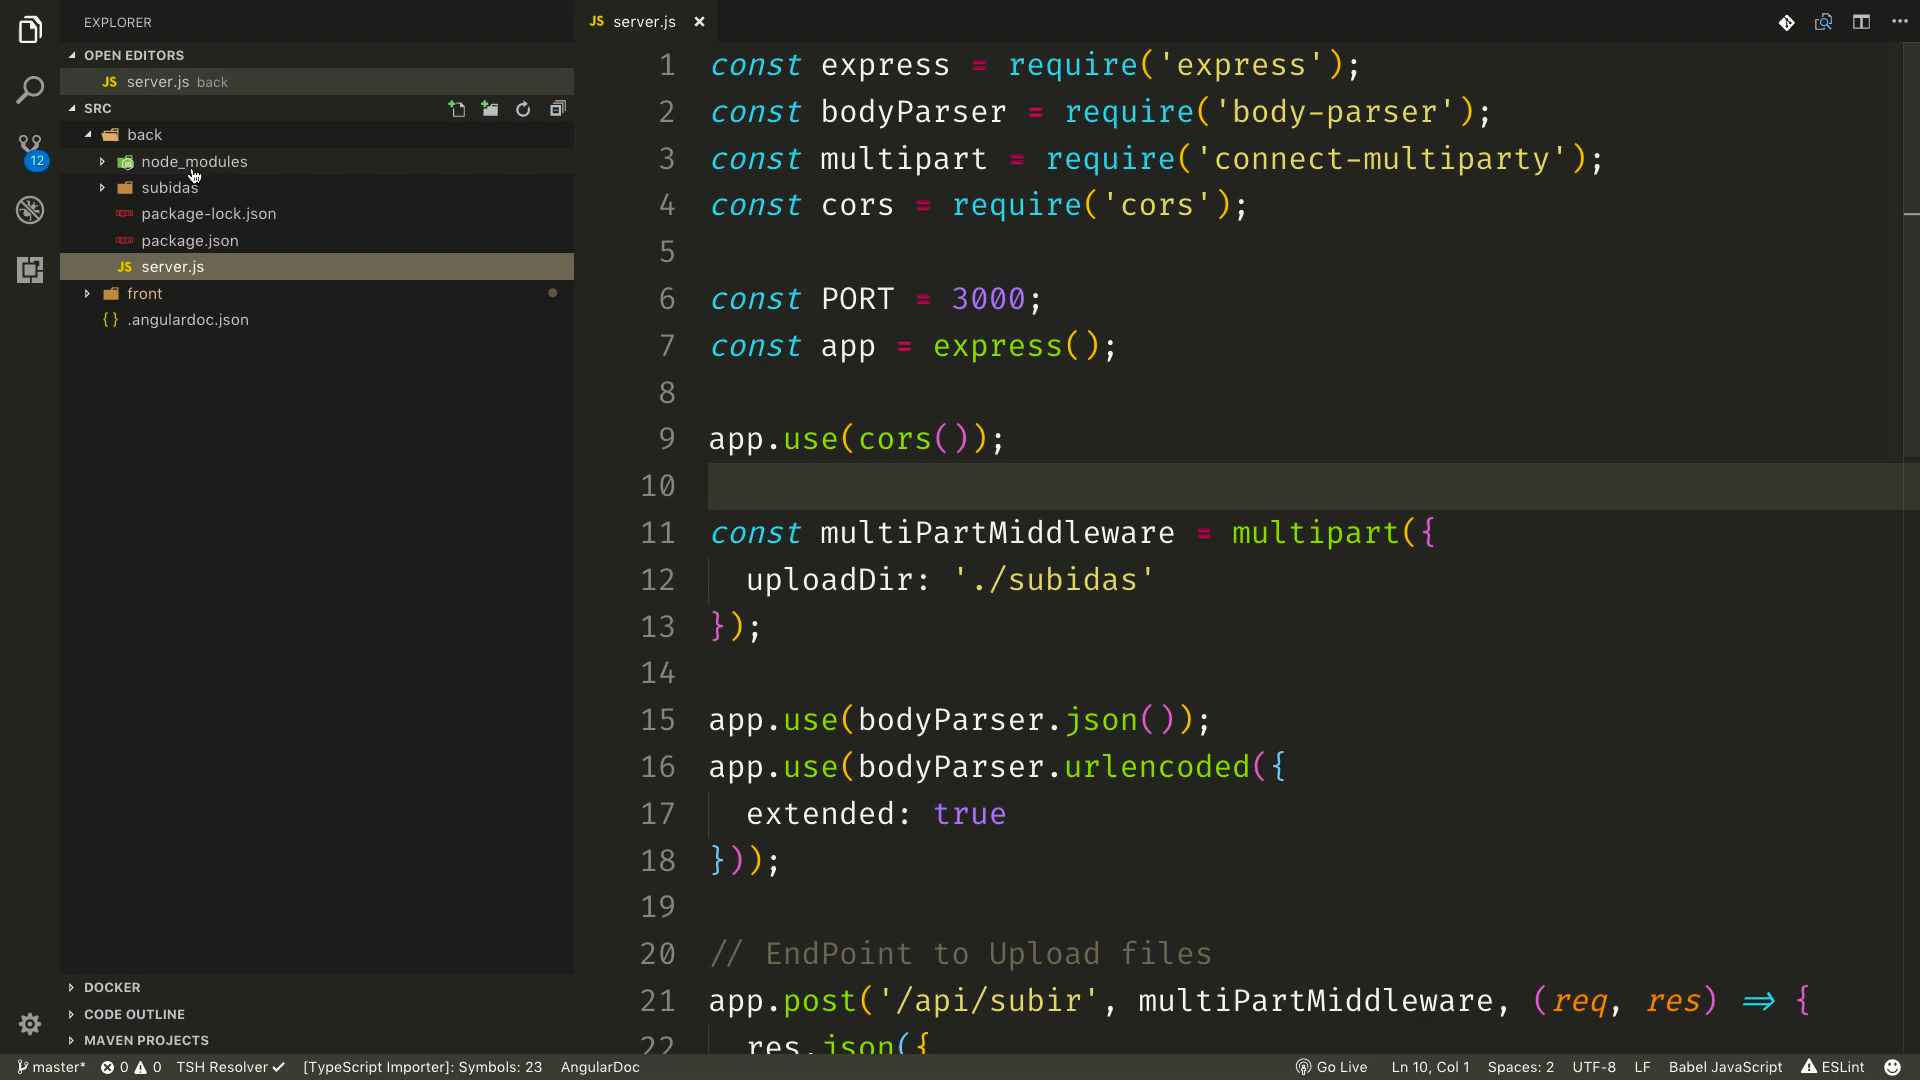 EXPLORER
OPEN EDITORS
JS server.js back
SRC
back
node_modules
subidas
package-lock.json
package.json
JS server.js
front
{ } .angulardoc.json
DOCKER
CODE OUTLINE
MAVEN PROJECTS
12
JS server.js ×
1 const express = require('express');
2 const bodyParser = require('body-parser');
3 const multipart = require('connect-multiparty');
4 const cors = require('cors');
5
6 const PORT = 3000;
7 const app = express();
8
9 app.use(cors());
10
11 const multiPartMiddleware = multipart({
12 uploadDir: './subidas'
13 });
14
15 app.use(bodyParser.json());
16 app.use(bodyParser.urlencoded({
17 extended: true
18 }));
19
20 // EndPoint to Upload files
21 app.post('/api/subir', multiPartMiddleware, (req, res) => {
22 res.json({
master* 0 0 TSH Resolver ✓ [TypeScript Importer]: Symbols: 23 AngularDoc Go Live Ln 10, Col 1 Spaces: 2 UTF-8 LF Babel JavaScript ESLint